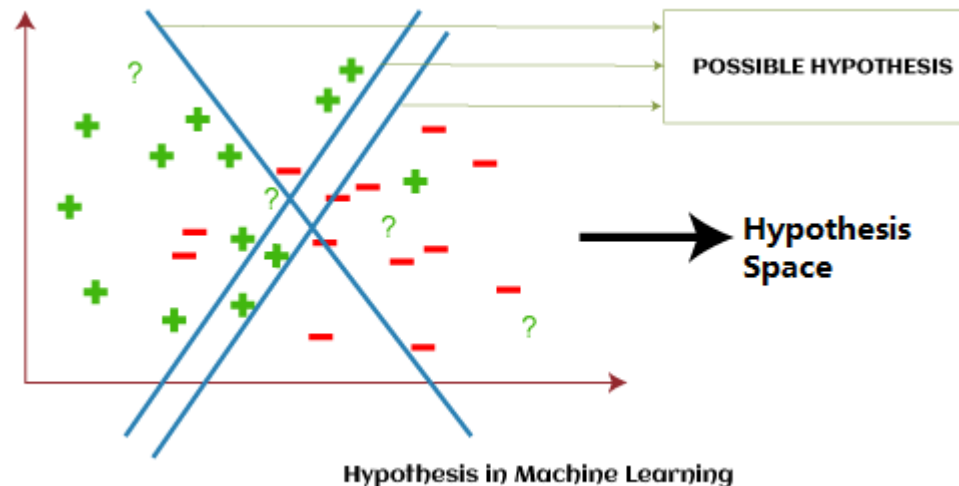 ?
POSSIBLE HYPOTHESIS
?
?
Hypothesis
Space
?
Hypothesis in Machine Learning